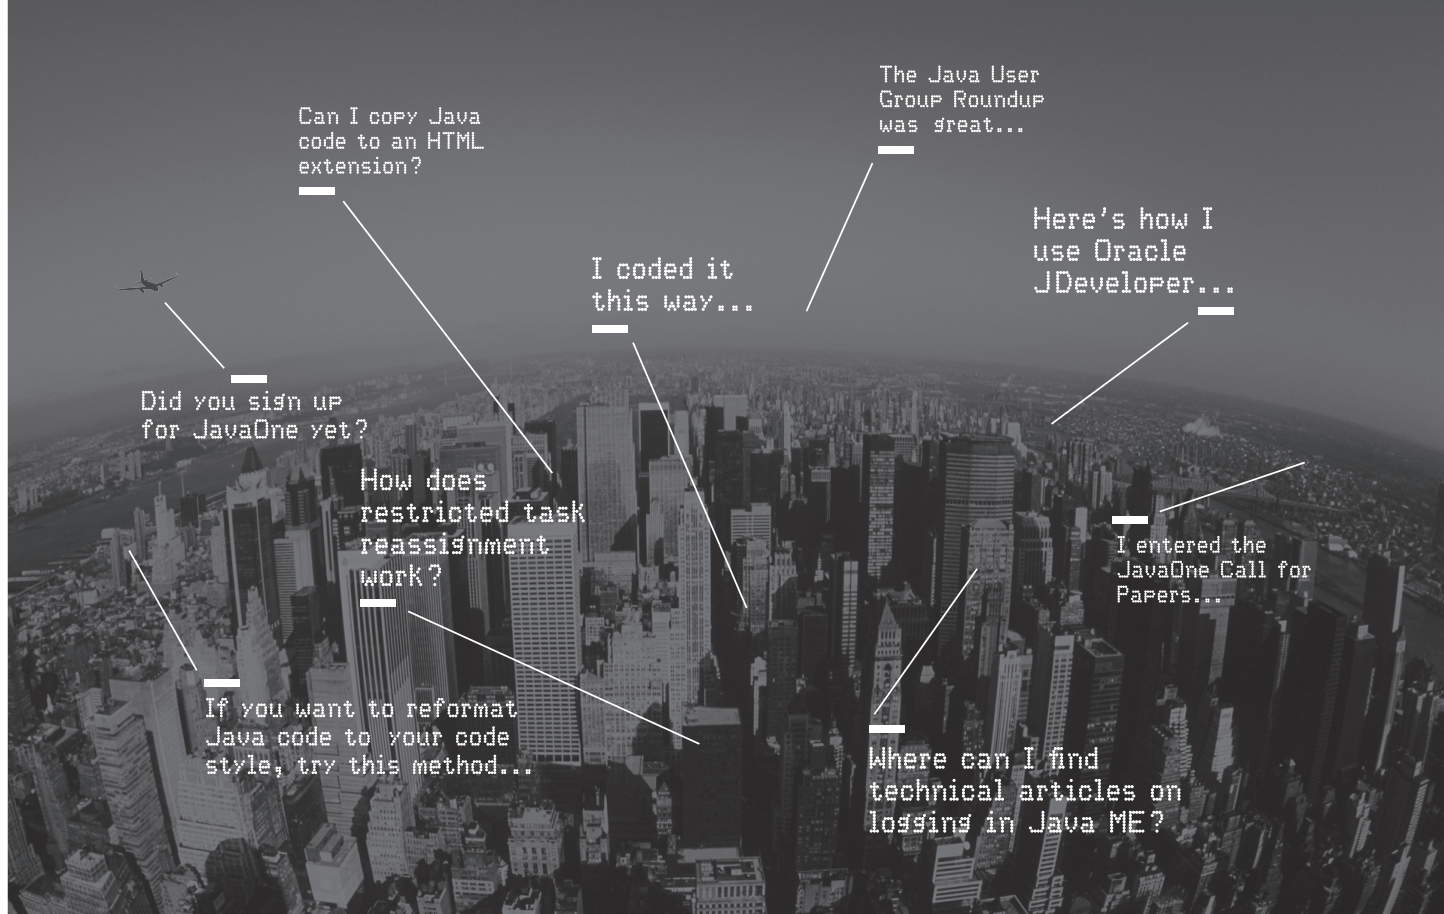 The Java User
Group Roundup
was great...
Can I copy Java
code to an HTML
extension?
Here's how I
use Oracle
JDeveloper...
I coded it
this way...
Did you sign up
for JavaOne yet?
How does
restricted task
reassignment
work?
I entered the
JavaOne Call for
Papers...
If you want to reformat
Java code to your code
style, try this method...
Where can I find
technical articles on
logging in Java ME?